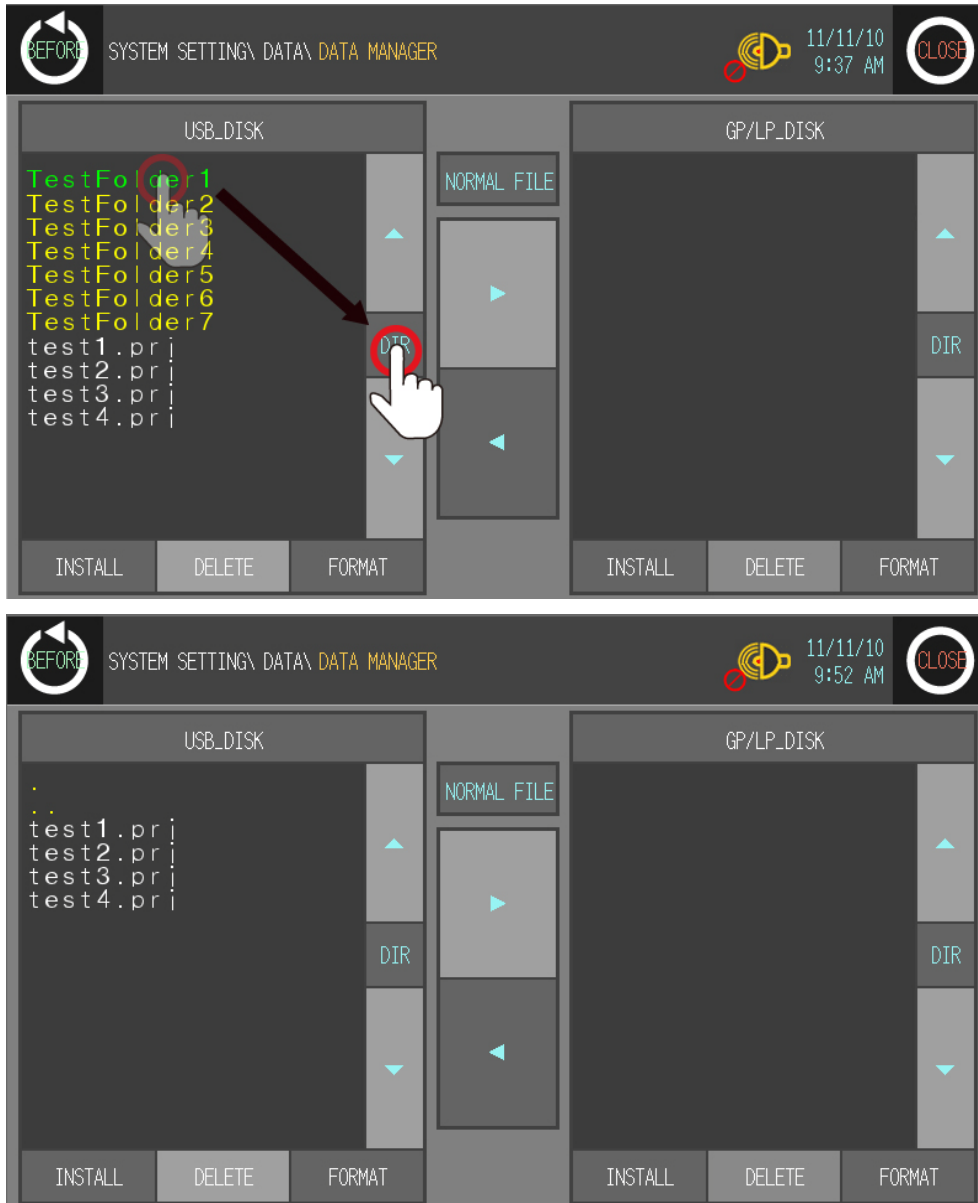 BEFORE
SYSTEM SETTING\ DATA\ DATA MANAGER
11/11/10
9:37 AM
CLOSE
USB_DISK
TestFolder1
TestFolder2
TestFolder3
TestFolder4
TestFolder5
TestFolder6
TestFolder7
test1.prj
test2.prj
test3.prj
test4.prj
DIR
INSTALL
DELETE
FORMAT
NORMAL FILE
GP/LP_DISK
DIR
INSTALL
DELETE
FORMAT
BEFORE
SYSTEM SETTING\ DATA\ DATA MANAGER
11/11/10
9:52 AM
CLOSE
USB_DISK
.
..
test1.prj
test2.prj
test3.prj
test4.prj
DIR
INSTALL
DELETE
FORMAT
NORMAL FILE
GP/LP_DISK
DIR
INSTALL
DELETE
FORMAT